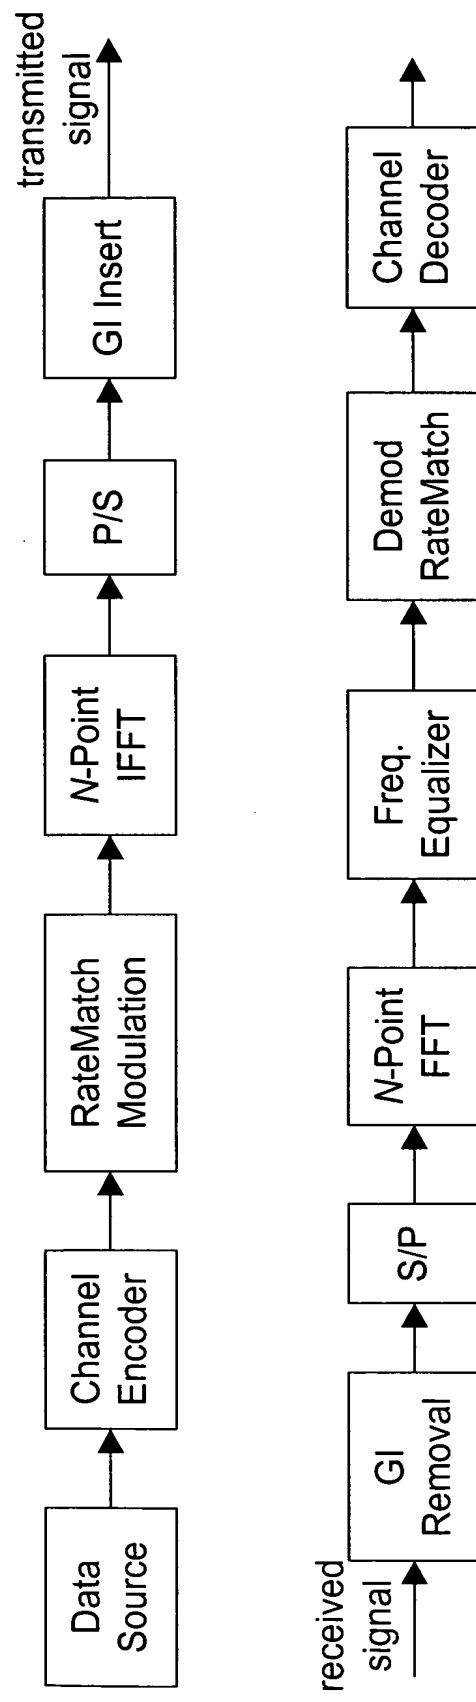 Data
Source
Channel
Encoder
RateMatch
Modulation
N-Point
IFFT
P/S
GI Insert
transmitted
signal
received
signal
GI
Removal
S/P
N-Point
FFT
Freq.
Equalizer
Demod
RateMatch
Channel
Decoder